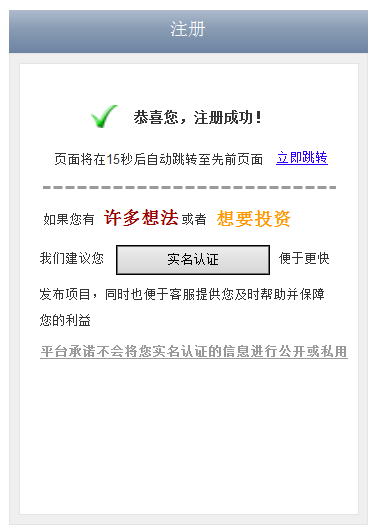 注册
恭喜您，注册成功！
页面将在15秒后自动跳转至先前页面 立即跳转
如果您有 许多想法 或者 想要投资
我们建议您 实名认证 便于更快
发布项目，同时也便于客服提供您及时帮助并保障
您的利益
平台承诺不会将您实名认证的信息进行公开或私用